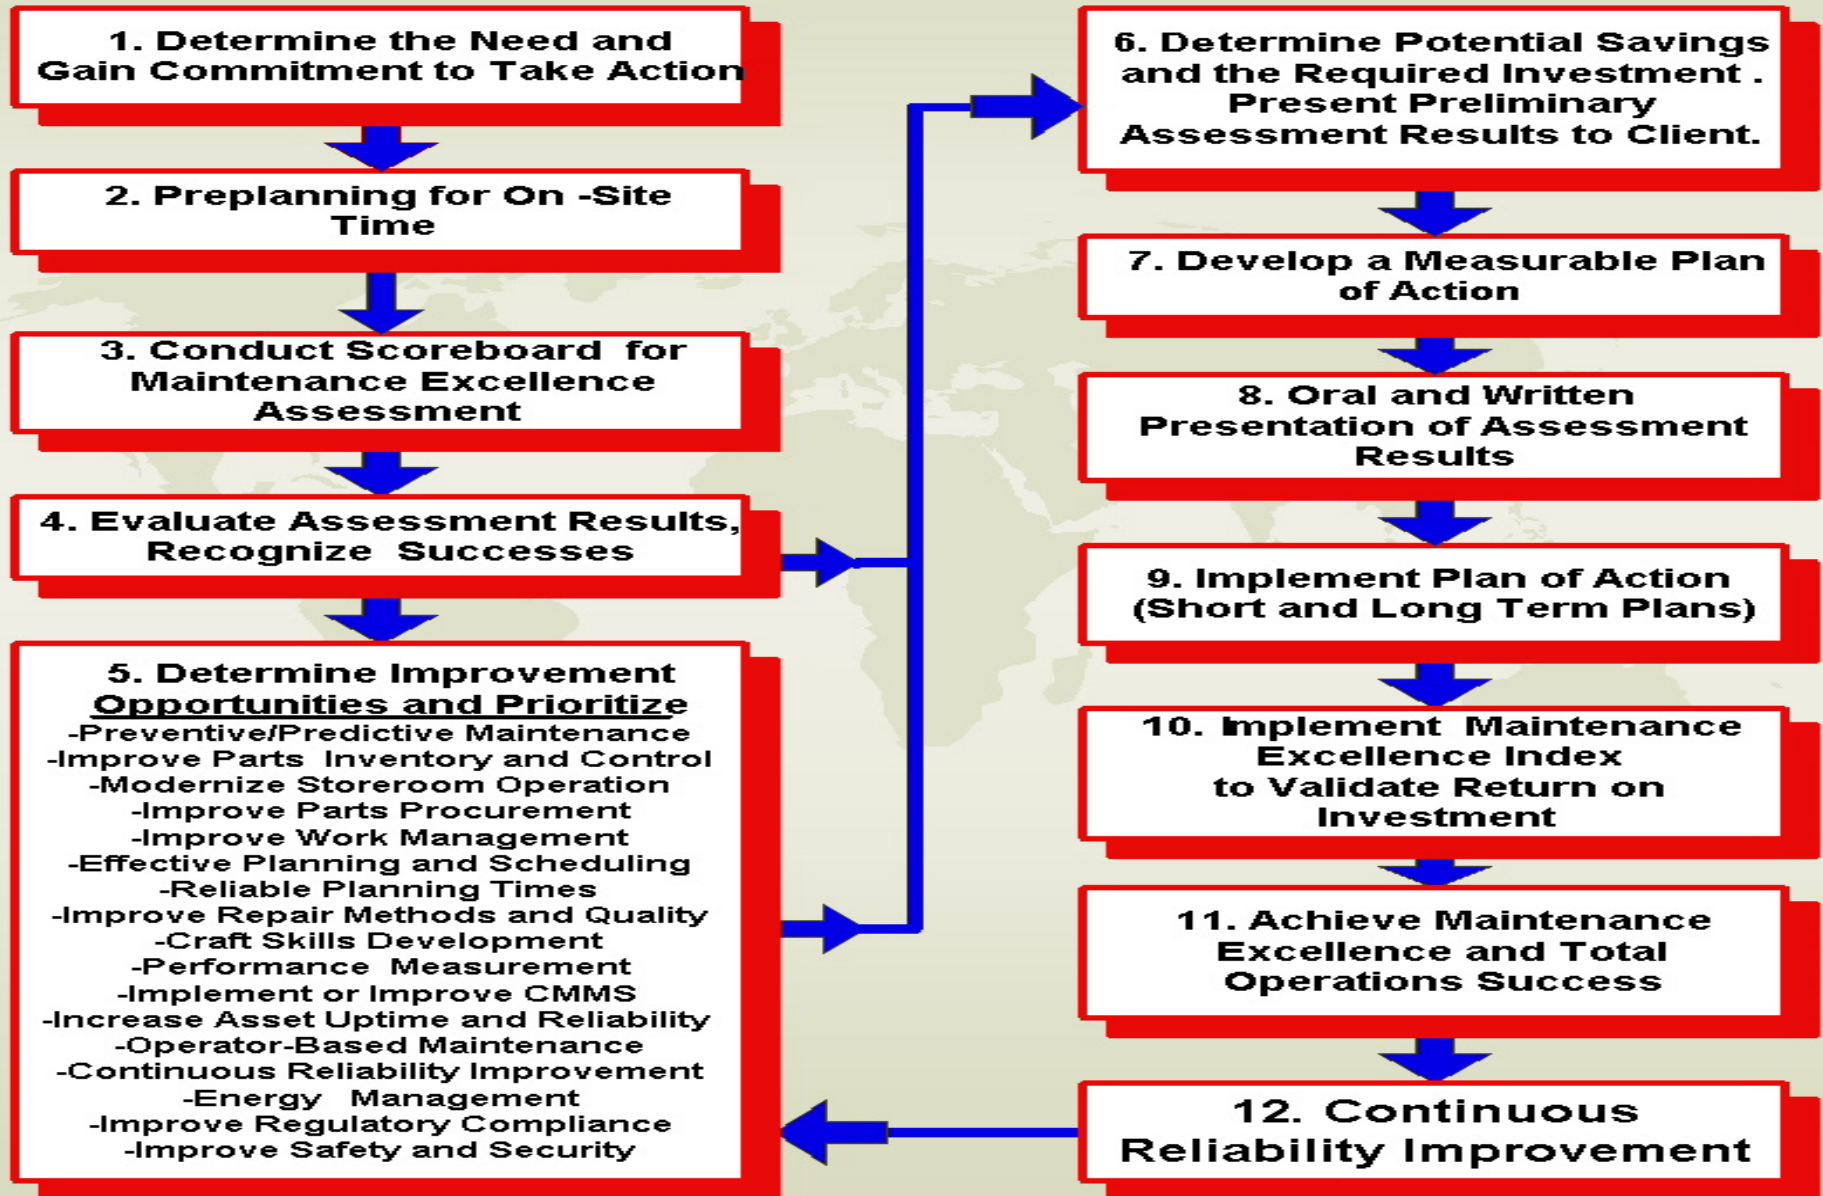 1. Determine the Need and
Gain Commitment to Take Action
2. Preplanning for On -Site
Time
3. Conduct Scoreboard for
Maintenance Excellence
Assessment
4. Evaluate Assessment Results,
Recognize Successes
5. Determine Improvement
Opportunities and Prioritize
-Preventive/Predictive Maintenance
-Improve Parts Inventory and Control
-Modernize Storeroom Operation
-Improve Parts Procurement
-Improve Work Management
-Effective Planning and Scheduling
-Reliable Planning Times
-Improve Repair Methods and Quality
-Craft Skills Development
-Performance Measurement
-Implement or Improve CMMS
-Increase Asset Uptime and Reliability
-Operator-Based Maintenance
-Continuous Reliability Improvement
-Energy Management
-Improve Regulatory Compliance
-Improve Safety and Security
6. Determine Potential Savings
and the Required Investment .
Present Preliminary
Assessment Results to Client.
7. Develop a Measurable Plan
of Action
8. Oral and Written
Presentation of Assessment
Results
9. Implement Plan of Action
(Short and Long Term Plans)
10. Implement Maintenance
Excellence Index
to Validate Return on
Investment
11. Achieve Maintenance
Excellence and Total
Operations Success
12. Continuous
Reliability Improvement